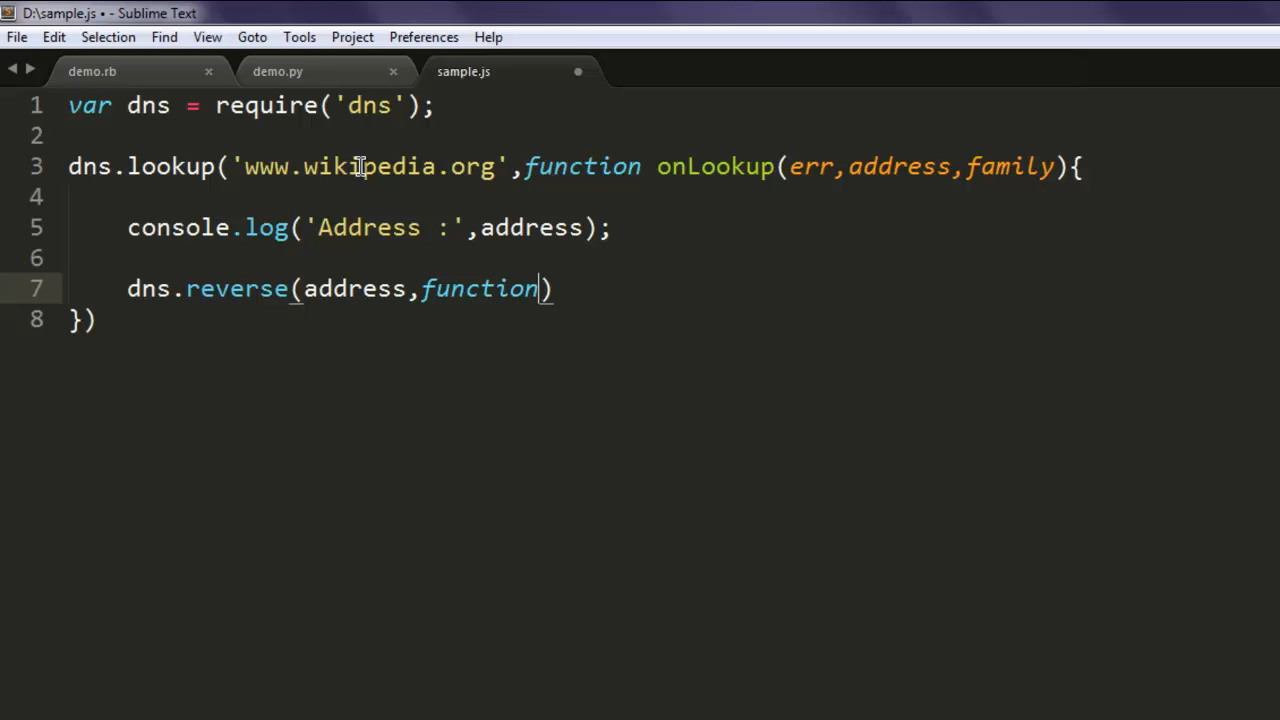 D:\sample.js • - Sublime Text
File Edit Selection Find View Goto Tools Project Preferences Help
demo.rb × demo.py × sample.js
1 var dns = require('dns');
2
3 dns.lookup('www.wikipedia.org',function onLookup(err,address,family){
4
5 console.log('Address :',address);
6
7 dns.reverse(address,function)
8 })